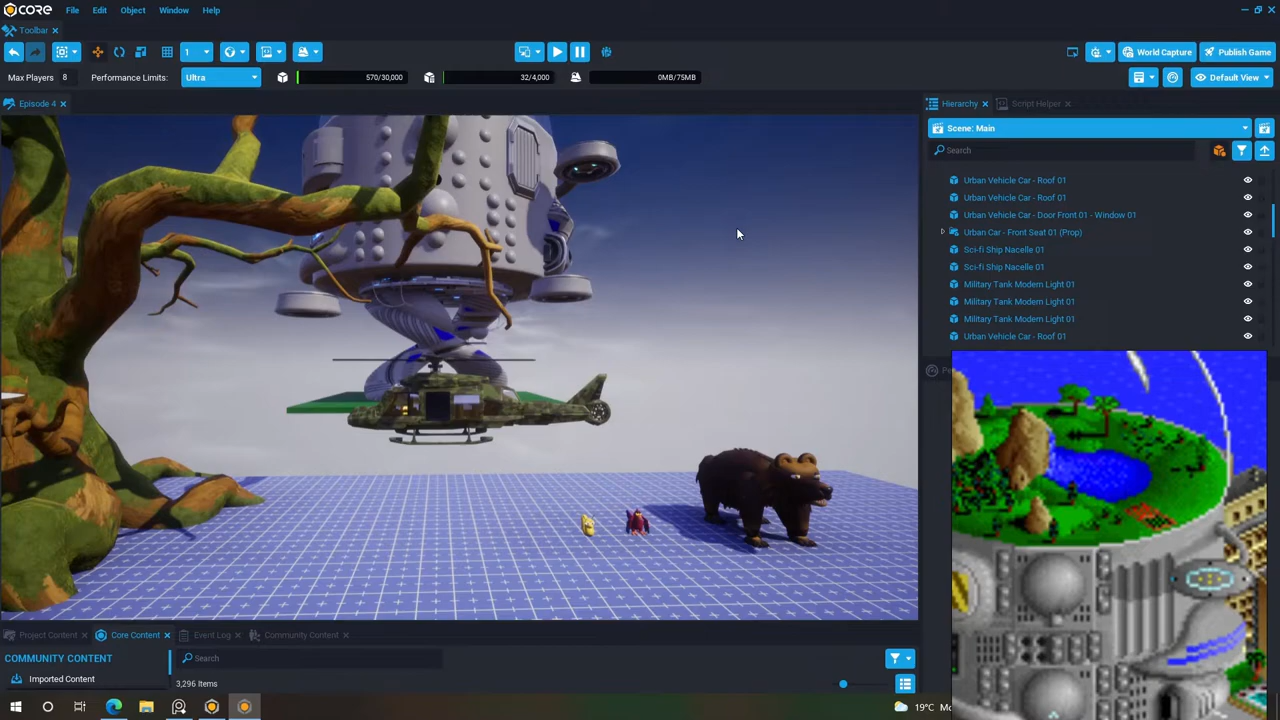 CORE File Edit Object Window Help
Toolbar
1 World Capture Publish Game
Max Players 8 Performance Limits: Ultra 570/30,000 32/4,000 0MB/75MB Default View
Episode 4 Hierarchy Script Helper
Scene: Main
Search
Urban Vehicle Car - Roof 01
Urban Vehicle Car - Roof 01
Urban Vehicle Car - Door Front 01 - Window 01
Urban Car - Front Seat 01 (Prop)
Sci-fi Ship Nacelle 01
Sci-fi Ship Nacelle 01
Military Tank Modern Light 01
Military Tank Modern Light 01
Military Tank Modern Light 01
Urban Vehicle Car - Roof 01
Project Content Core Content Event Log Community Content
COMMUNITY CONTENT Search
Imported Content 3,296 Items
19°C